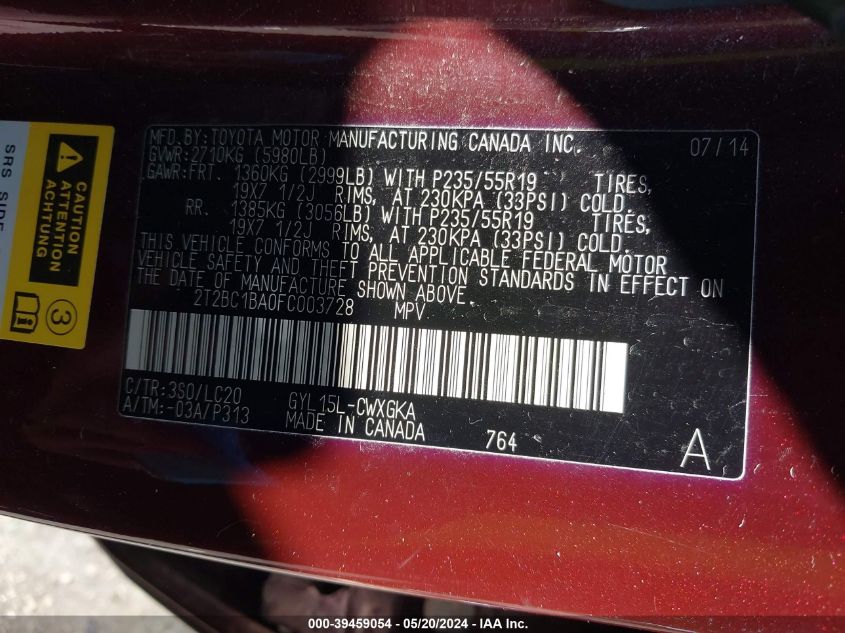 MFD.BY:TOYOTA MOTOR MANUFACTURING CANADA INC. 07/14
GVWR:2710KG (5980LB)
GAWR:FRT. 1360KG (2999LB) WITH P235/55R19 TIRES,
19X7 1/2J RIMS, AT 230KPA (33PSI) COLD.
RR. 1385KG (3056LB) WITH P235/55R19 TIRES,
19X7 1/2J RIMS, AT 230KPA (33PSI) COLD.
THIS VEHICLE CONFORMS TO ALL APPLICABLE FEDERAL MOTOR
VEHICLE SAFETY AND THEFT PREVENTION STANDARDS IN EFFECT ON
THE DATE OF MANUFACTURE SHOWN ABOVE.
2T2BC1BA0FC003728 MPV
C/TR:3S0/LC20 GYL15L-CWXGKA
A/TM:-03A/P313 MADE IN CANADA 764 A
SRS SIDE
CAUTION
ATTENTION
ACHTUNG
3
000-39459054 - 05/20/2024 - IAA Inc.